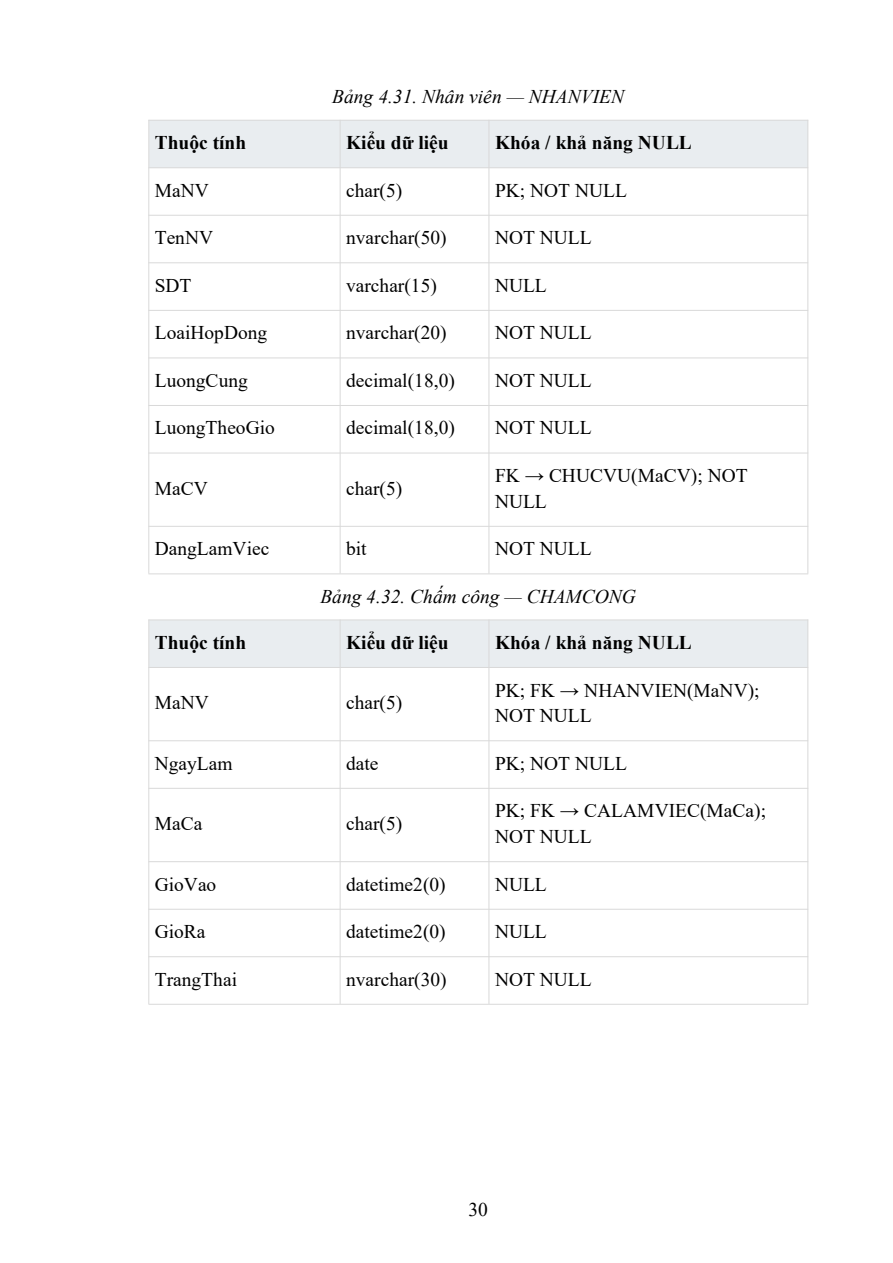 Bảng 4.31. Nhân viên — NHANVIEN
Thuộc tính Kiểu dữ liệu Khóa / khả năng NULL
MaNV char(5) PK; NOT NULL
TenNV nvarchar(50) NOT NULL
SDT varchar(15) NULL
LoaiHopDong nvarchar(20) NOT NULL
LuongCung decimal(18,0) NOT NULL
LuongTheoGio decimal(18,0) NOT NULL
MaCV char(5) FK → CHUCVU(MaCV); NOT
NULL
DangLamViec bit NOT NULL
Bảng 4.32. Chấm công — CHAMCONG
Thuộc tính Kiểu dữ liệu Khóa / khả năng NULL
MaNV char(5) PK; FK → NHANVIEN(MaNV);
NOT NULL
NgayLam date PK; NOT NULL
MaCa char(5) PK; FK → CALAMVIEC(MaCa);
NOT NULL
GioVao datetime2(0) NULL
GioRa datetime2(0) NULL
TrangThai nvarchar(30) NOT NULL
30